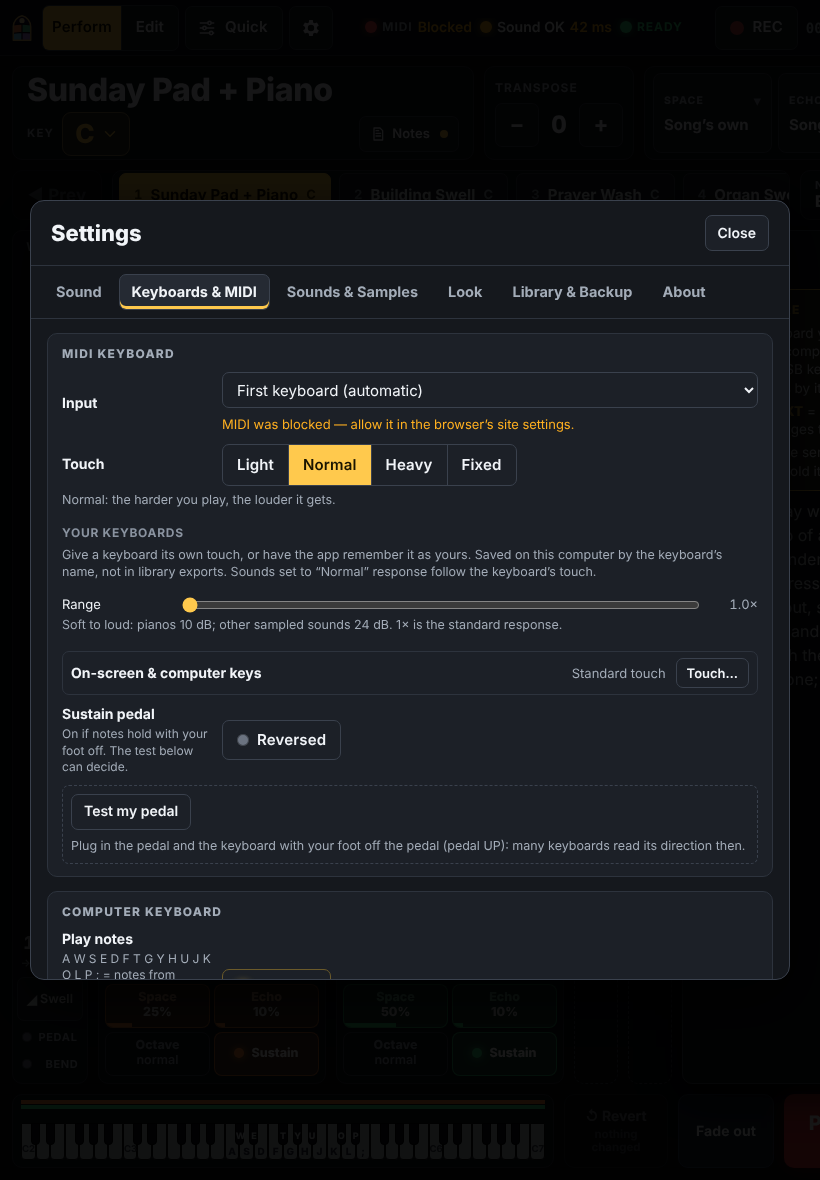 Perform
Edit
Quick
MIDI Blocked
Sound OK 42 ms
READY
REC
Sunday Pad + Piano
KEY
C
Notes
TRANSPOSE
− 0 +
SPACE
Song's own
ECHO
Song's
Prev
1 Sunday Pad + Piano C
2 Building Swell C
3 Prayer Wash C
4 Organ Swe
Settings
Close
Sound
Keyboards & MIDI
Sounds & Samples
Look
Library & Backup
About
MIDI KEYBOARD
Input
First keyboard (automatic)
MIDI was blocked — allow it in the browser's site settings.
Touch
Light
Normal
Heavy
Fixed
Normal: the harder you play, the louder it gets.
YOUR KEYBOARDS
Give a keyboard its own touch, or have the app remember it as yours. Saved on this computer by the keyboard's
name, not in library exports. Sounds set to “Normal” response follow the keyboard's touch.
Range
1.0×
Soft to loud: pianos 10 dB; other sampled sounds 24 dB. 1× is the standard response.
On-screen & computer keys
Standard touch
Touch…
Sustain pedal
On if notes hold with your
foot off. The test below
can decide.
Reversed
Test my pedal
Plug in the pedal and the keyboard with your foot off the pedal (pedal UP): many keyboards read its direction then.
COMPUTER KEYBOARD
Play notes
A W S E D F T G Y H U J K
O L P ; = notes from
Swell
Space
25%
Echo
10%
Space
50%
Echo
10%
PEDAL
BEND
Octave
normal
Sustain
Octave
normal
Sustain
Revert
nothing
changed
Fade out